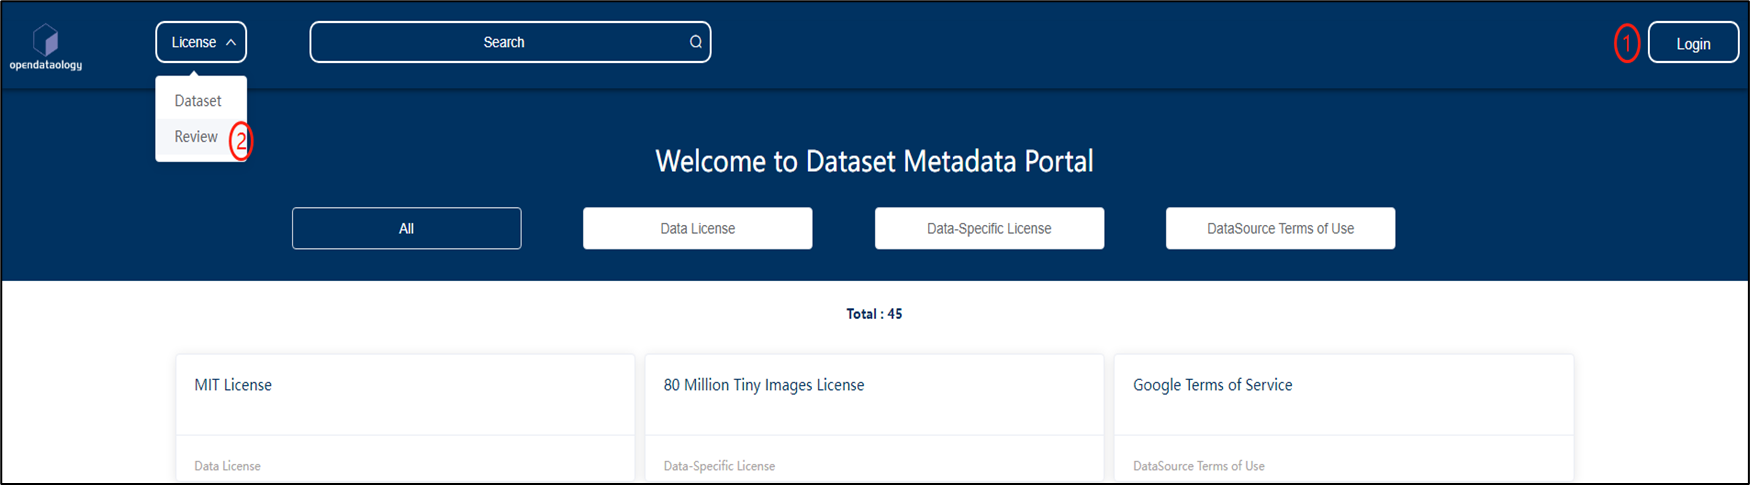 opendataology
License
Search
1
Login
Dataset
Review
2
Welcome to Dataset Metadata Portal
All
Data License
Data-Specific License
DataSource Terms of Use
Total : 45
MIT License
80 Million Tiny Images License
Google Terms of Service
Data License
Data-Specific License
DataSource Terms of Use